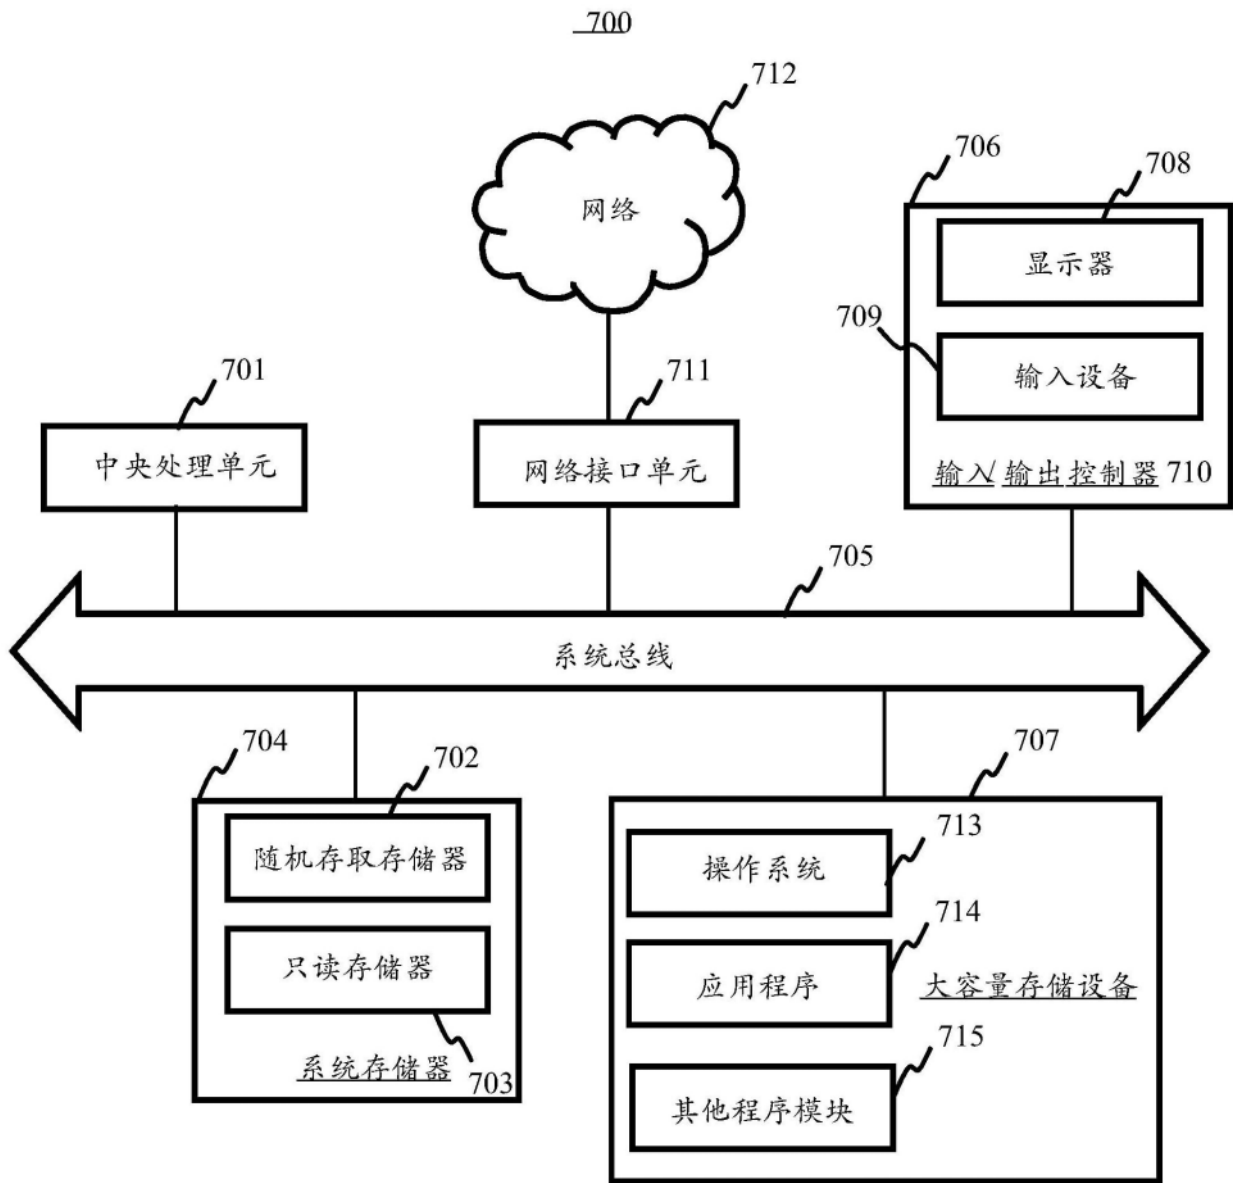 700
712
网络
706
708
显示器
709
输入设备
输入/输出控制器 710
701
中央处理单元
711
网络接口单元
705
系统总线
704
702
随机存取存储器
只读存储器
系统存储器
703
707
713
操作系统
714
应用程序
大容量存储设备
715
其他程序模块